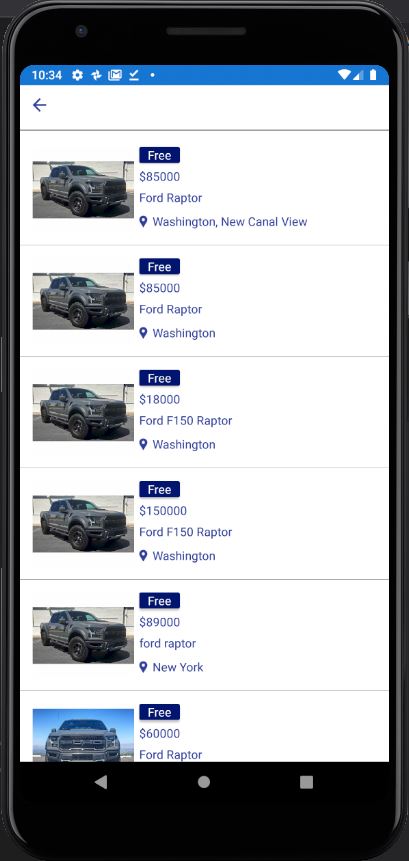 10:34
Free
$85000
Ford Raptor
Washington, New Canal View
Free
$85000
Ford Raptor
Washington
Free
$18000
Ford F150 Raptor
Washington
Free
$150000
Ford F150 Raptor
Washington
Free
$89000
ford raptor
New York
Free
$60000
Ford Raptor